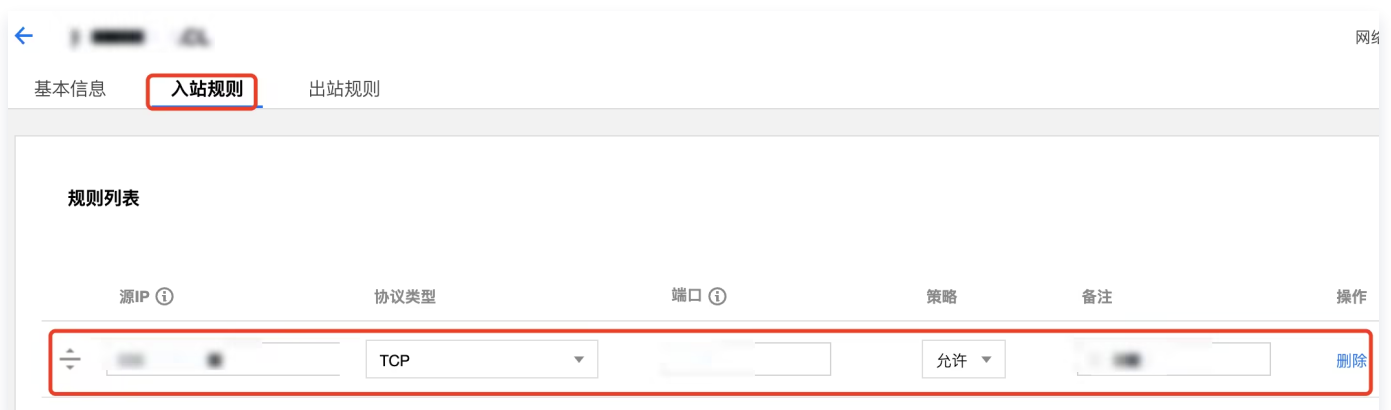 基本信息 入站规则 出站规则
规则列表
源IP 协议类型 端口 策略 备注 操作
TCP 允许 删除